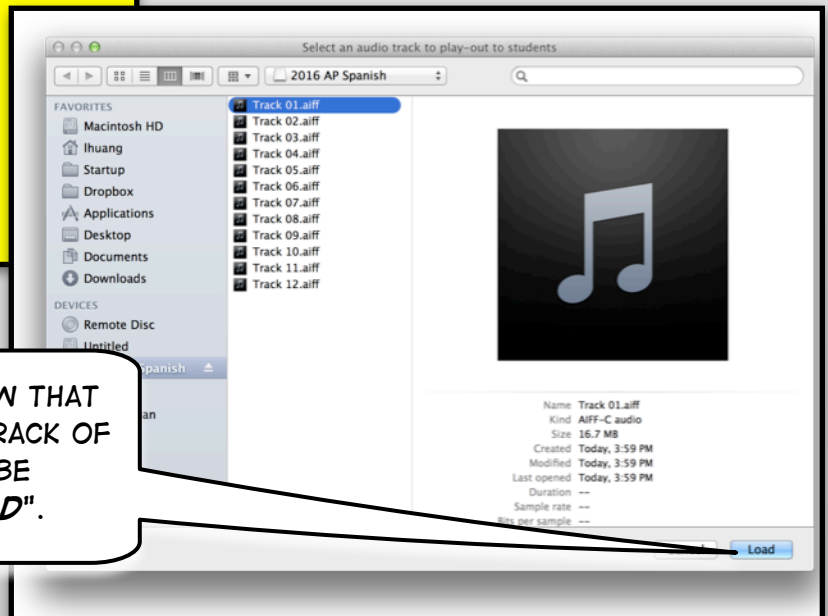 Select an audio track to play-out to students
2016 AP Spanish
FAVORITES
Macintosh HD
lhuang
Startup
Dropbox
Applications
Desktop
Documents
Downloads
DEVICES
Remote Disc
Untitled
Spanish
an
Track 01.aiff
Track 02.aiff
Track 03.aiff
Track 04.aiff
Track 05.aiff
Track 06.aiff
Track 07.aiff
Track 08.aiff
Track 09.aiff
Track 10.aiff
Track 11.aiff
Track 12.aiff
Name Track 01.aiff
Kind AIFF-C audio
Size 16.7 MB
Created Today, 3:59 PM
Modified Today, 3:59 PM
Last opened Today, 3:59 PM
Duration --
Sample rate --
Bits per sample --
Load
W THAT
RACK OF
BE
D".